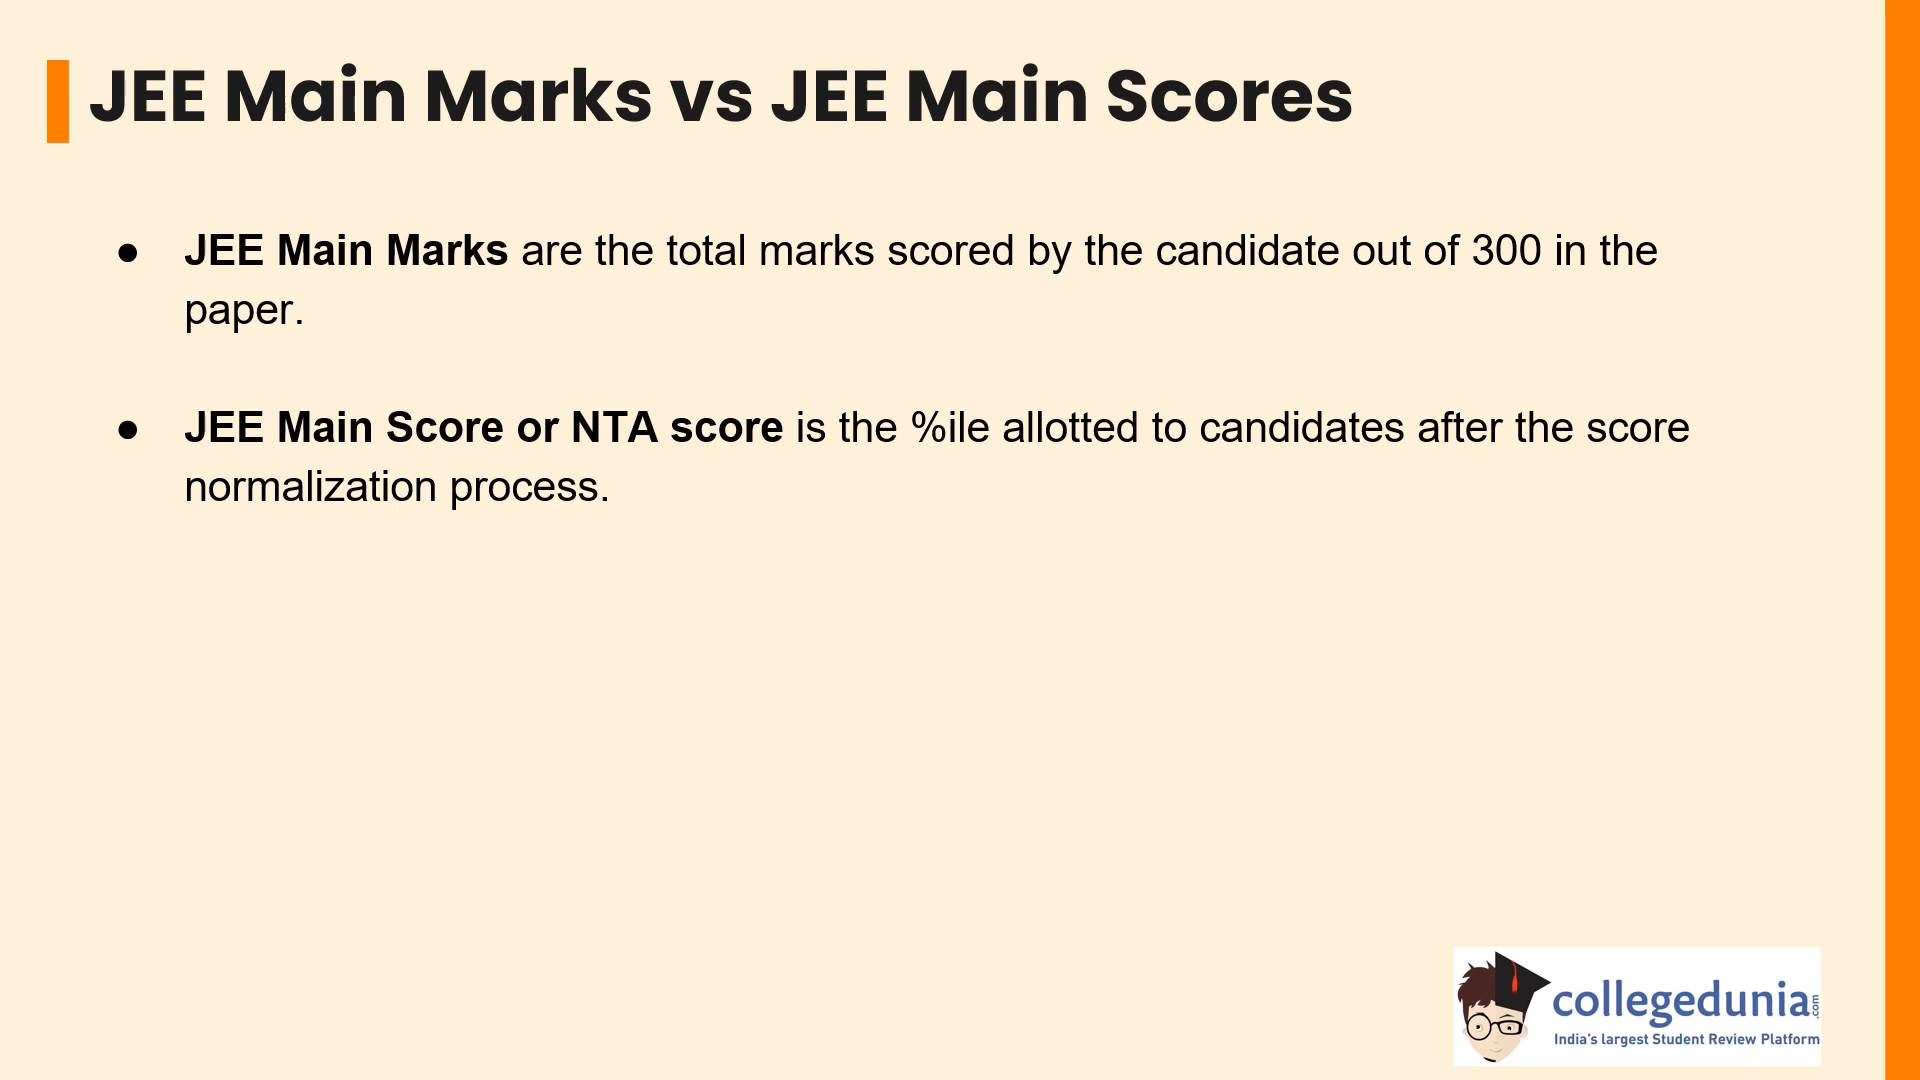 JEE Main Marks vs JEE Main Scores
● JEE Main Marks are the total marks scored by the candidate out of 300 in the
paper.
● JEE Main Score or NTA score is the %ile allotted to candidates after the score
normalization process.
collegedunia.com
India's largest Student Review Platform